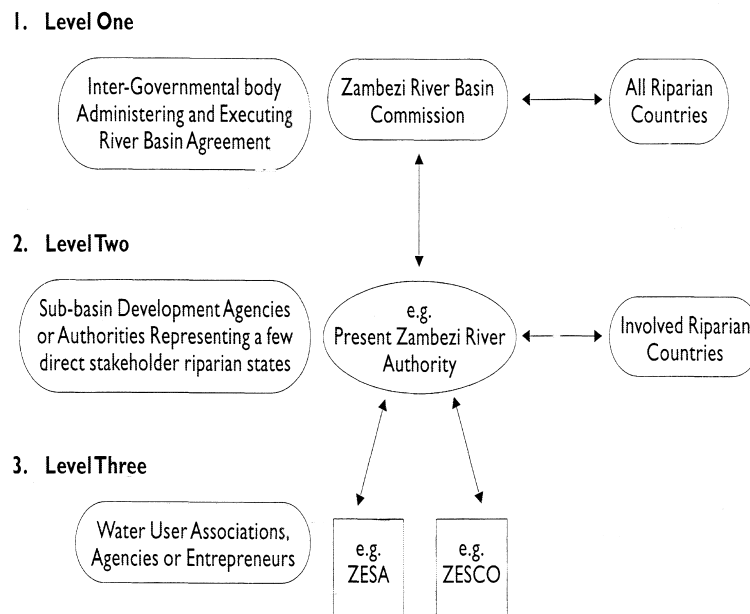 1. Level One
Inter-Governmental body
Administering and Executing
River Basin Agreement
Zambezi River Basin
Commission
All Riparian
Countries
2. Level Two
Sub-basin Development Agencies
or Authorities Representing a few
direct stakeholder riparian states
e.g.
Present Zambezi River
Authority
Involved Riparian
Countries
3. Level Three
Water User Associations,
Agencies or Entrepreneurs
e.g.
ZESA
e.g.
ZESCO